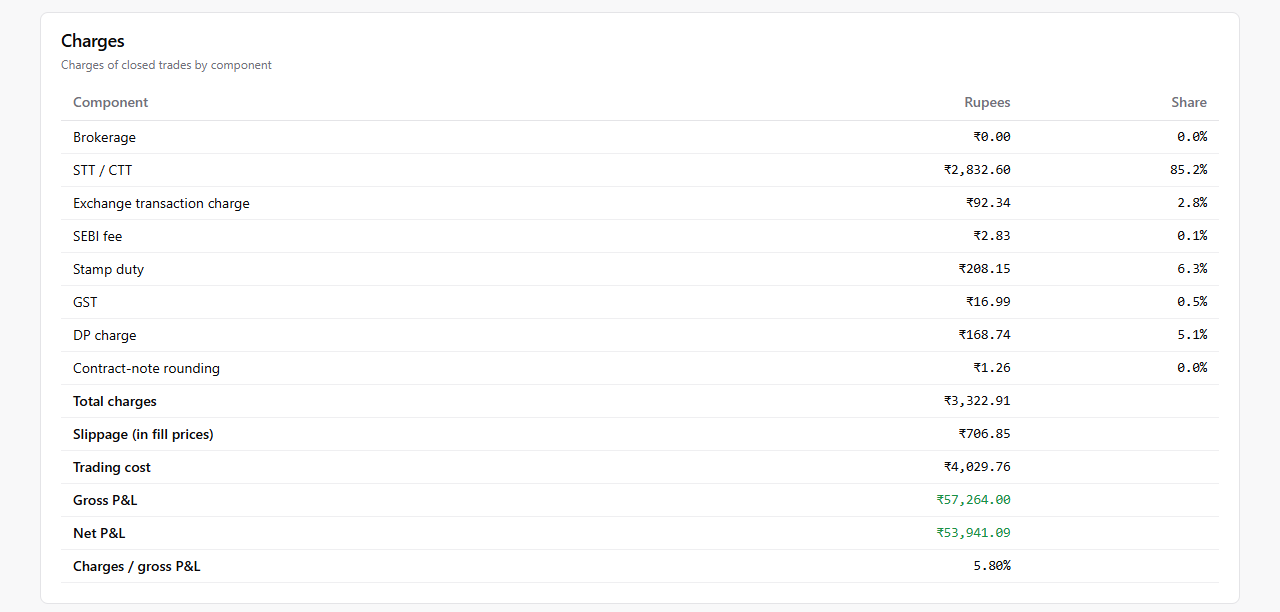 Charges
Charges of closed trades by component
Component Rupees Share
Brokerage ₹0.00 0.0%
STT / CTT ₹2,832.60 85.2%
Exchange transaction charge ₹92.34 2.8%
SEBI fee ₹2.83 0.1%
Stamp duty ₹208.15 6.3%
GST ₹16.99 0.5%
DP charge ₹168.74 5.1%
Contract-note rounding ₹1.26 0.0%
Total charges ₹3,322.91
Slippage (in fill prices) ₹706.85
Trading cost ₹4,029.76
Gross P&L ₹57,264.00
Net P&L ₹53,941.09
Charges / gross P&L 5.80%